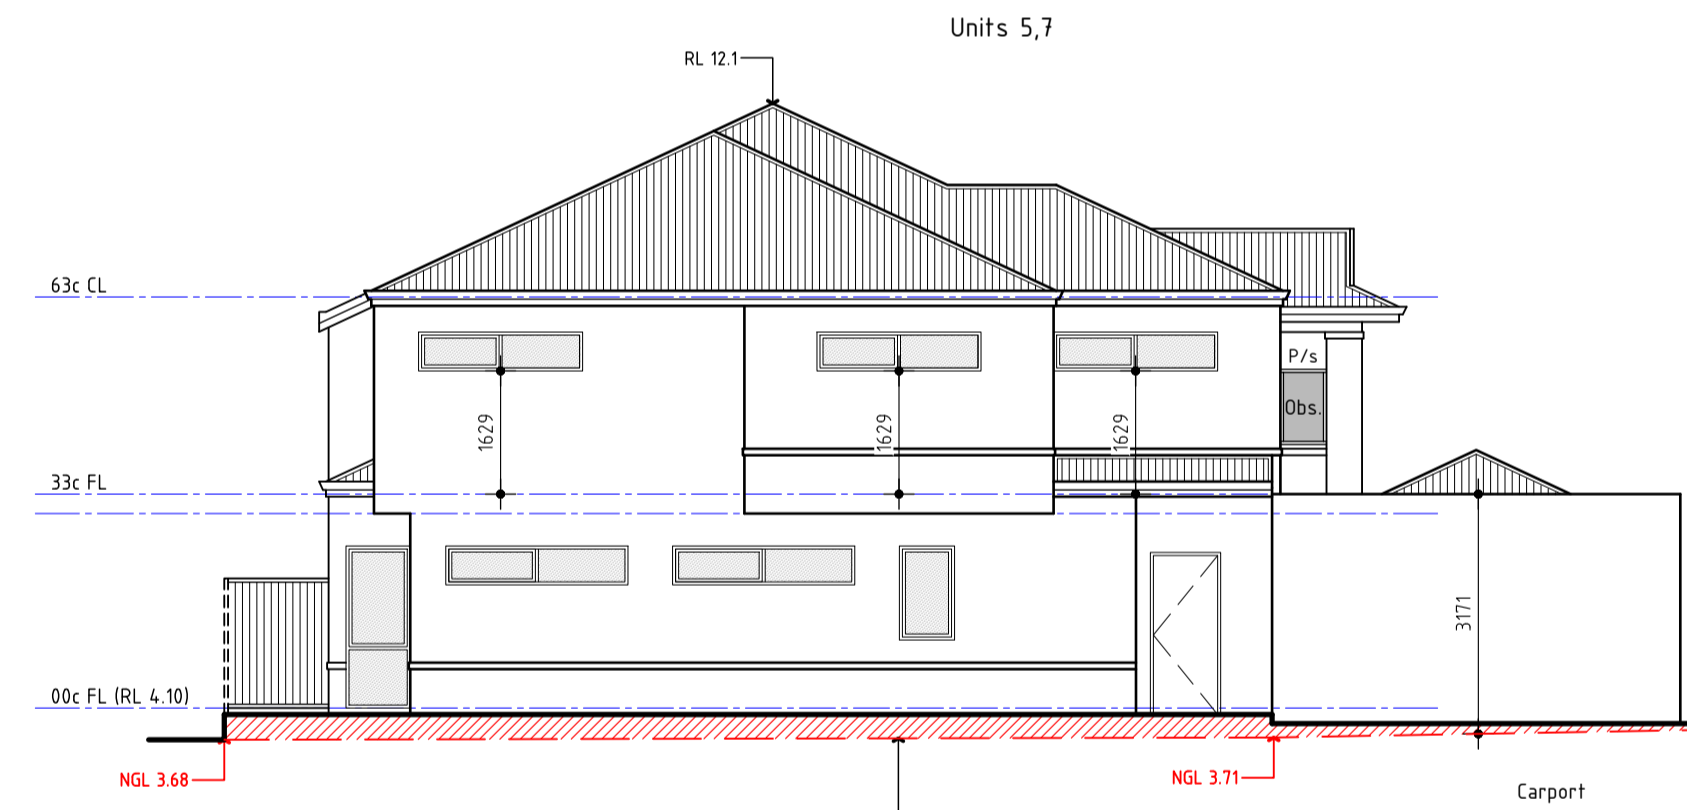 Units 5,7
RL 12.1
63c CL
P/s
Obs.
1629
1629
1629
33c FL
3171
00c FL (RL 4.10)
NGL 3.68
NGL 3.71
Carport